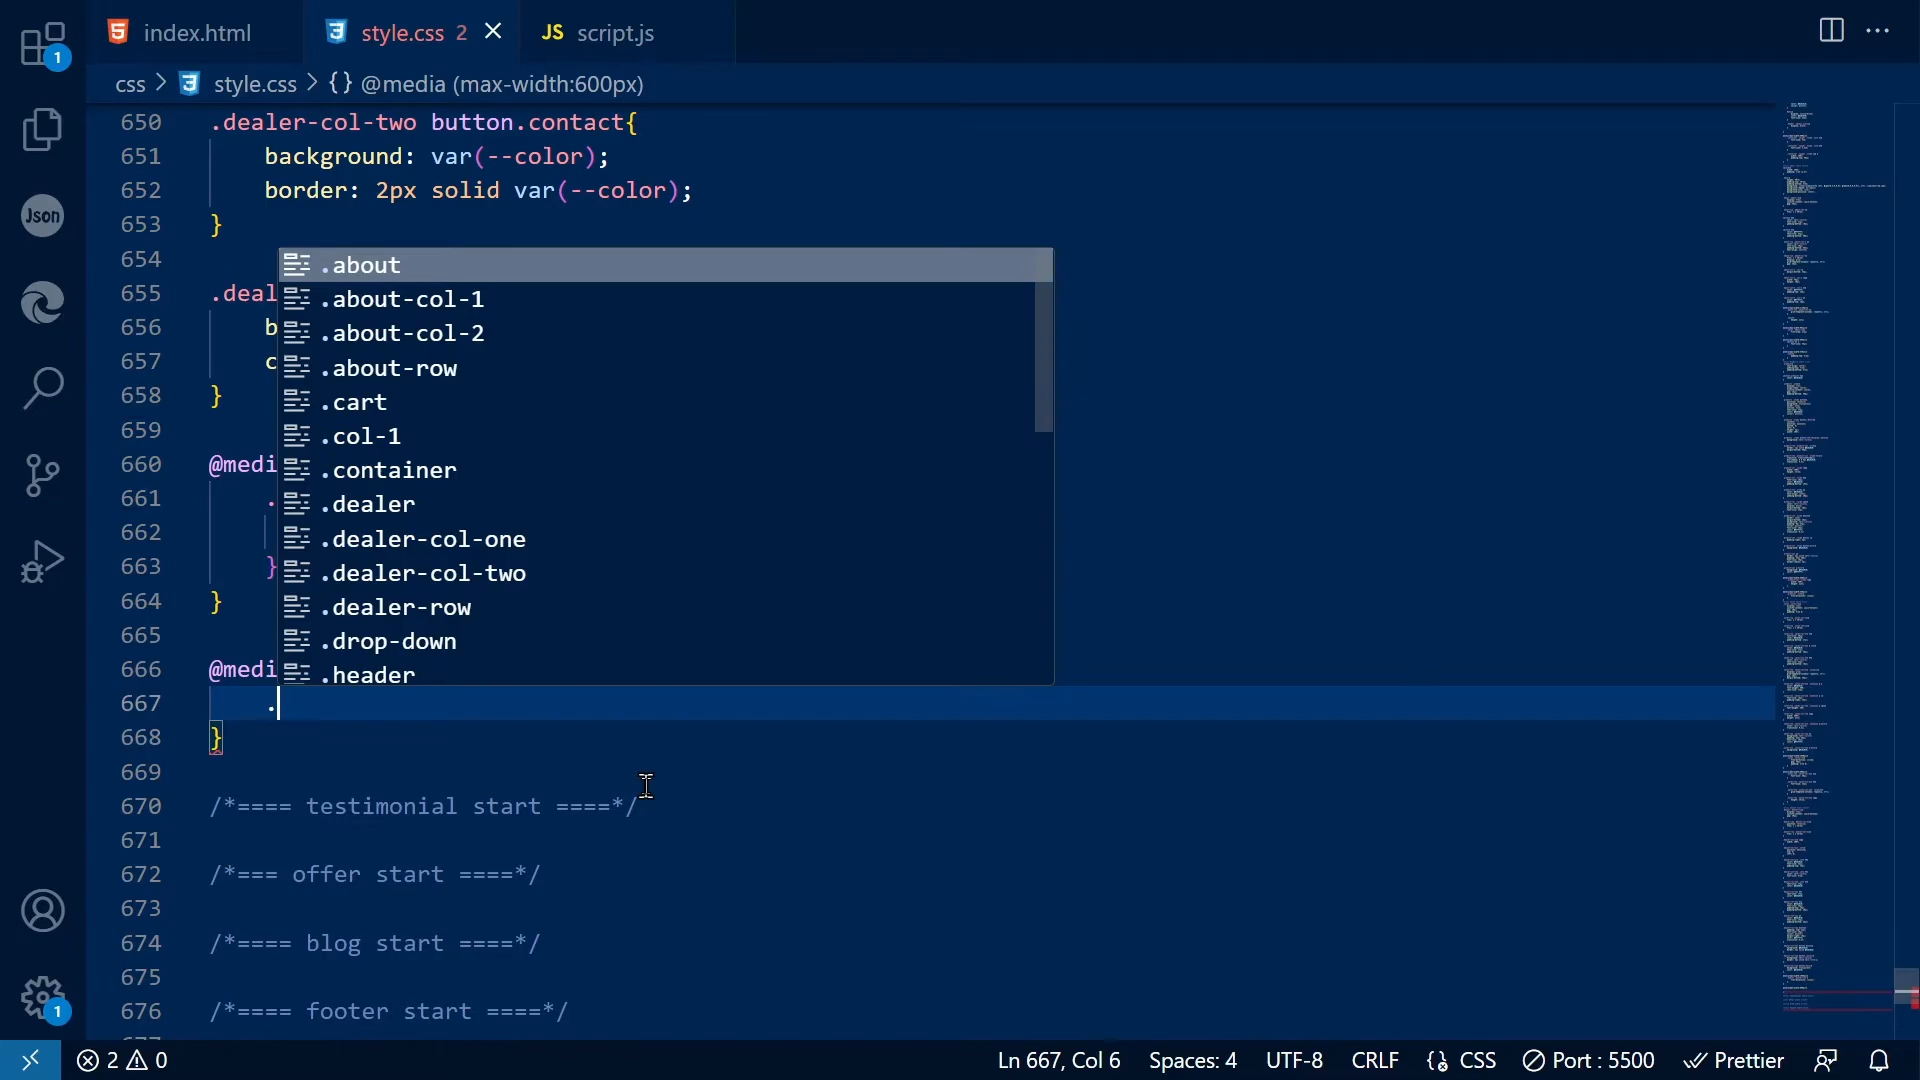 1
index.html
style.css 2
JS script.js
css > style.css > {} @media (max-width:600px)
650 .dealer-col-two button.contact{
651 background: var(--color);
652 border: 2px solid var(--color);
653 }
654
655 .deal
656 b
657 c
658 }
659
660 @medi
661 .
662
663 }
664 }
665
666 @medi
667 .
668 }
669
670 /*==== testimonial start ====*/
671
672 /*=== offer start ====*/
673
674 /*==== blog start ====*/
675
676 /*==== footer start ====*/
.about
.about-col-1
.about-col-2
.about-row
.cart
.col-1
.container
.dealer
.dealer-col-one
.dealer-col-two
.dealer-row
.drop-down
.header
Json
1
2 0
Ln 667, Col 6
Spaces: 4
UTF-8
CRLF
{} CSS
Port : 5500
Prettier